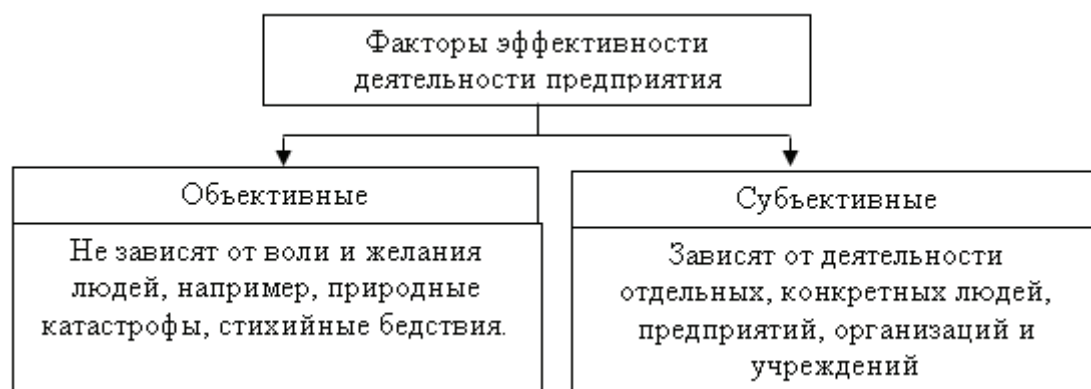 Факторы эффективности
деятельности предприятия
Объективные
Не зависят от воли и желания
людей, например, природные
катастрофы, стихийные бедствия.
Субъективные
Зависят от деятельности
отдельных, конкретных людей,
предприятий, организаций и
учреждений